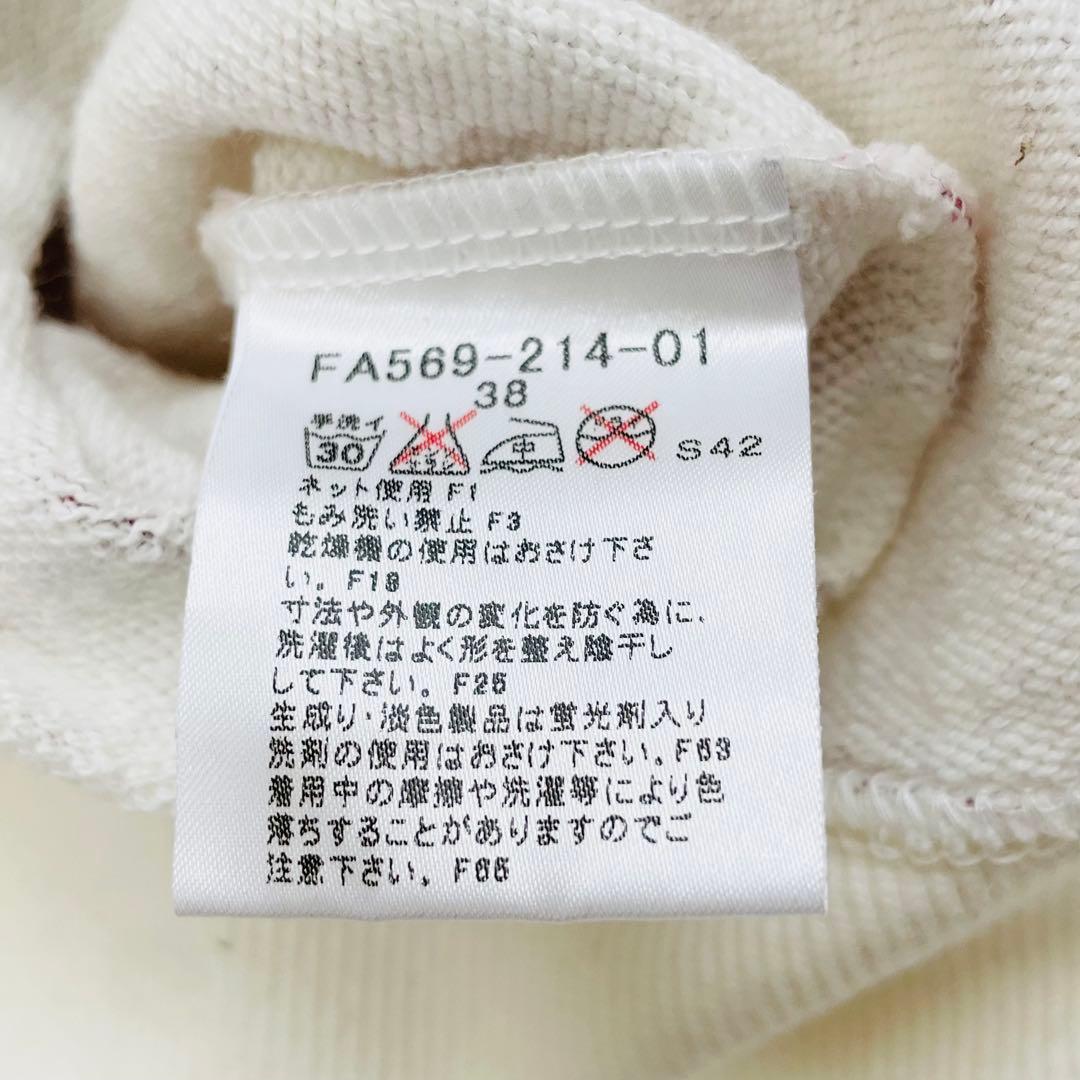 FA569-214-01
38
手洗イ
30 中 S42
ネット使用 F1
もみ洗い禁止 F3
乾燥機の使用はおさけ下さ
い。F18
寸法や外観の変化を防ぐ為に、
洗濯後はよく形を整え陰干し
して下さい。F25
生成り・淡色製品は蛍光剤入り
洗剤の使用はおさけ下さい。F53
着用中の摩擦や洗濯等により色
落ちすることがありますのでご
注意下さい。